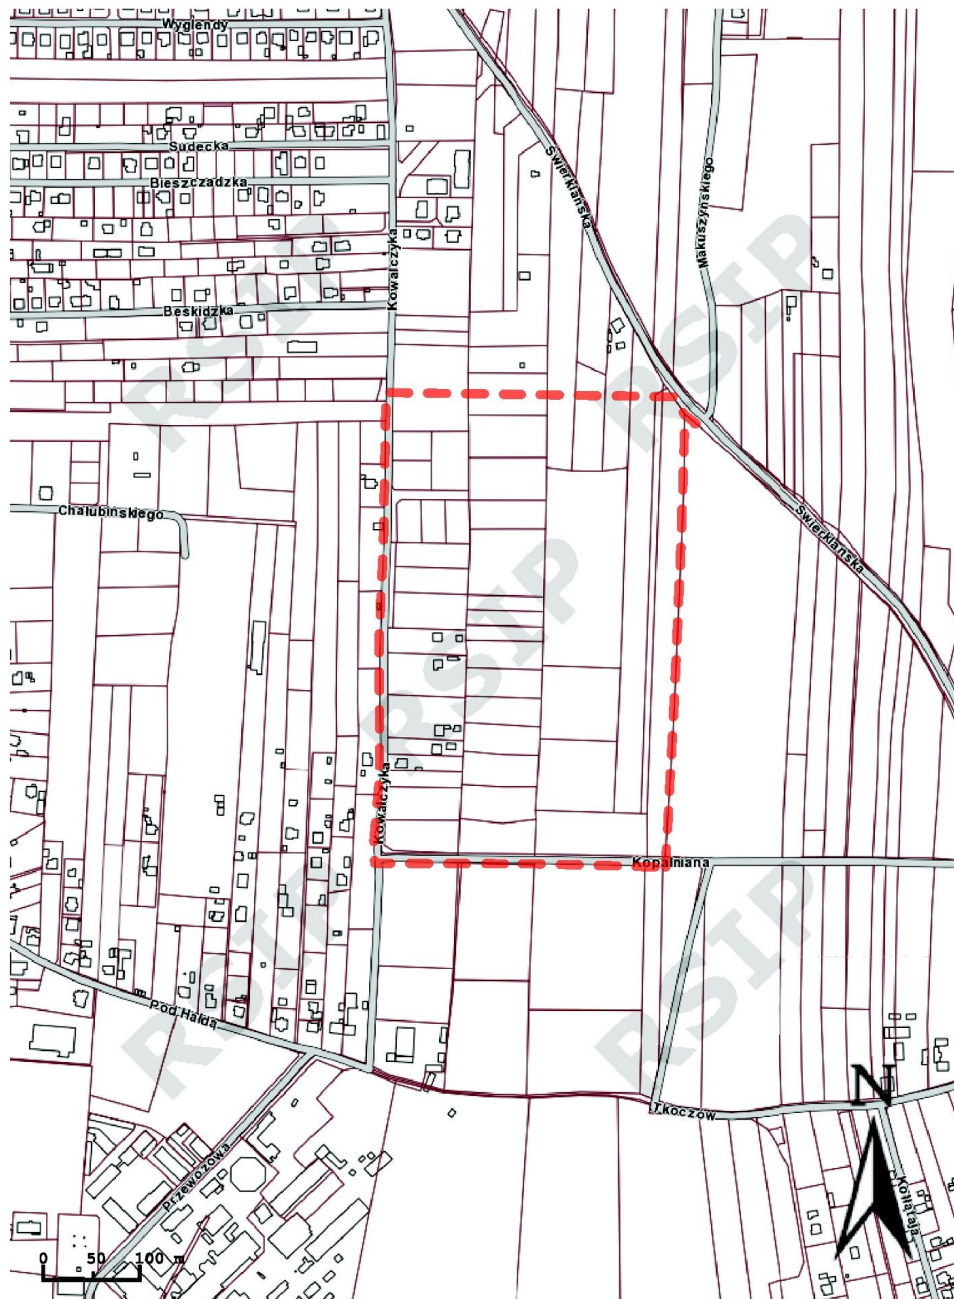 Wyglendy
Sudecka
Bieszczadzka
Świerklańska
Makuszyńskiego
RSIP
RSIP
Kowalczyka
Beskidzka
Chałubińskiego
Świerklańska
RSIP
Kowalczyka
Kopalniana
RSIP
RSIP
Pod Hałdą
N
Tkoczów
Przewozowa
Kołłątaja
0 50 100 m